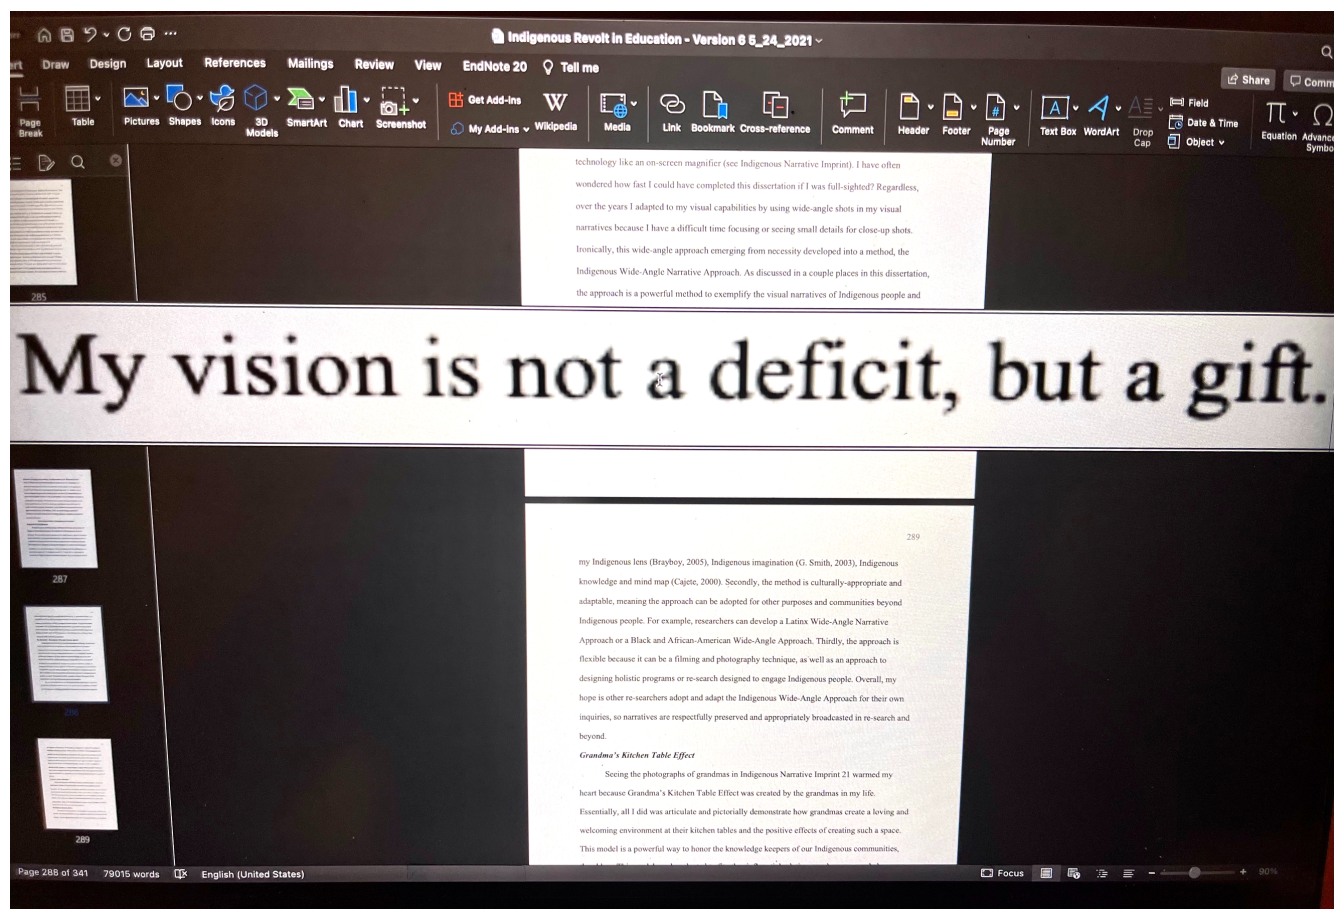 Indigenous Revolt in Education - Version 6 5_24_2021
Draw Design Layout References Mailings Review View EndNote 20 Tell me
Share
Page Break
Table
Pictures Shapes Icons 3D Models SmartArt Chart Screenshot
Get Add-ins
My Add-ins
Wikipedia
Media
Link Bookmark Cross-reference
Comment
Header Footer Page Number
Text Box WordArt Drop Cap
Field
Date & Time
Object
Equation
technology like an on-screen magnifier (see Indigenous Narrative Imprint). I have often
wondered how fast I could have completed this dissertation if I was full-sighted? Regardless,
over the years I adapted to my visual capabilities by using wide-angle shots in my visual
narratives because I have a difficult time focusing or seeing small details for close-up shots.
Ironically, this wide-angle approach emerging from necessity developed into a method, the
Indigenous Wide-Angle Narrative Approach. As discussed in a couple places in this dissertation,
the approach is a powerful method to exemplify the visual narratives of Indigenous people and
285
My vision is not a deficit, but a gift.
287
289
289
my Indigenous lens (Brayboy, 2005), Indigenous imagination (G. Smith, 2003), Indigenous
knowledge and mind map (Cajete, 2000). Secondly, the method is culturally-appropriate and
adaptable, meaning the approach can be adopted for other purposes and communities beyond
Indigenous people. For example, researchers can develop a Latinx Wide-Angle Narrative
Approach or a Black and African-American Wide-Angle Approach. Thirdly, the approach is
flexible because it can be a filming and photography technique, as well as an approach to
designing holistic programs or re-search designed to engage Indigenous people. Overall, my
hope is other re-searchers adopt and adapt the Indigenous Wide-Angle Approach for their own
inquiries, so narratives are respectfully preserved and appropriately broadcasted in re-search and
beyond.
Grandma's Kitchen Table Effect
Seeing the photographs of grandmas in Indigenous Narrative Imprint 21 warmed my
heart because Grandma's Kitchen Table Effect was created by the grandmas in my life.
Essentially, all I did was articulate and pictorially demonstrate how grandmas create a loving and
welcoming environment at their kitchen tables and the positive effects of creating such a space.
This model is a powerful way to honor the knowledge keepers of our Indigenous communities,
Page 288 of 341 79015 words English (United States) Focus 90%